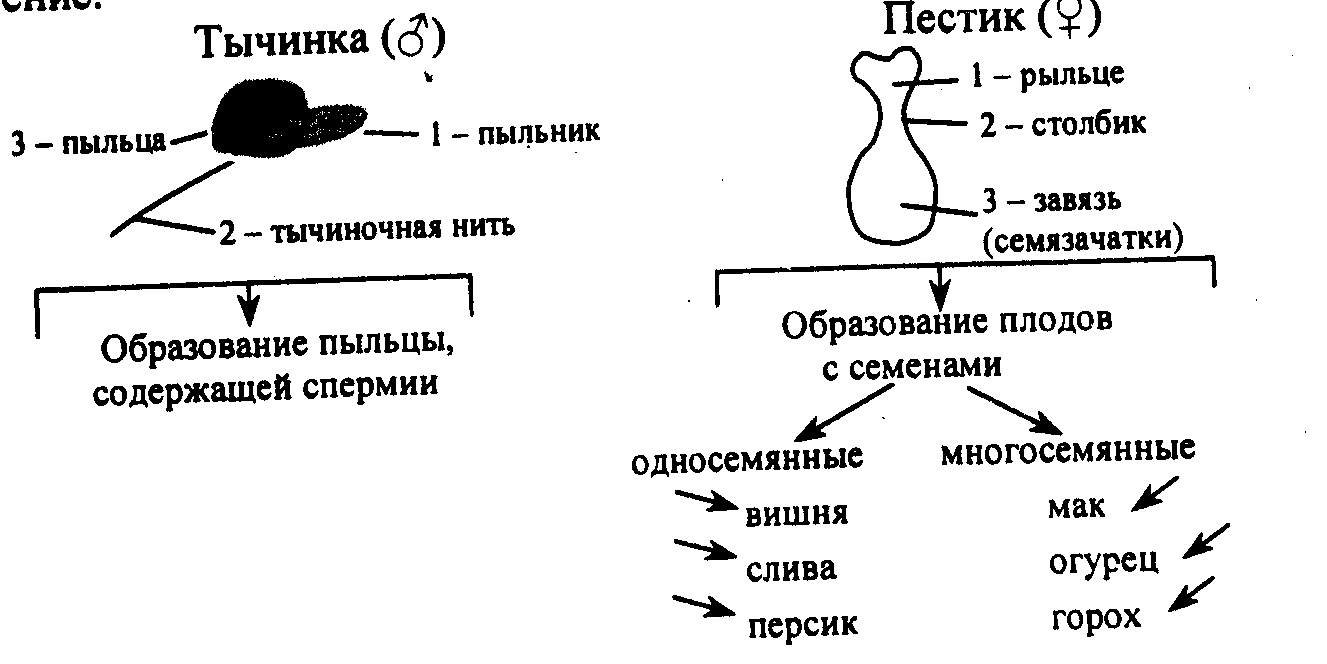 ение:
Тычинка (♂)
3 – пыльца
1 – пыльник
2 – тычиночная нить
Образование пыльцы,
содержащей спермии
Пестик (♀)
1 – рыльце
2 – столбик
3 – завязь
(семязачатки)
Образование плодов
с семенами
односемянные
вишня
слива
персик
многосемянные
мак
огурец
горох